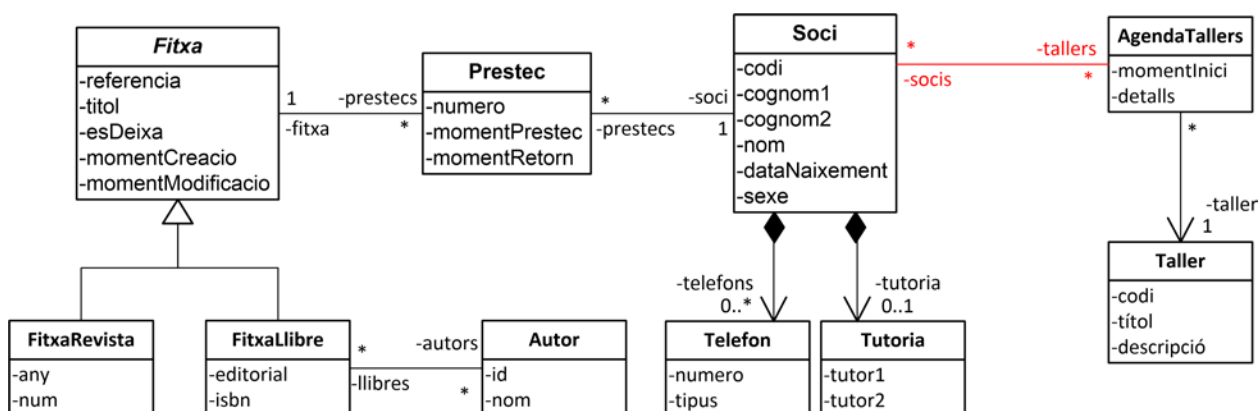 Fitxa
-referencia
-titol
-esDeixa
-momentCreacio
-momentModificacio
1
-prestecs
-fitxa
*
Prestec
-numero
-momentPrestec
-momentRetorn
*
-soci
-prestecs
1
Soci
-codi
-cognom1
-cognom2
-nom
-dataNaixement
-sexe
*
-tallers
-socis
*
AgendaTallers
-momentInici
-detalls
*
-taller
1
Taller
-codi
-títol
-descripció
-telefons
0..*
-tutoria
0..1
FitxaRevista
-any
-num
FitxaLlibre
-editorial
-isbn
*
-autors
-llibres
*
Autor
-id
-nom
Telefon
-numero
-tipus
Tutoria
-tutor1
-tutor2